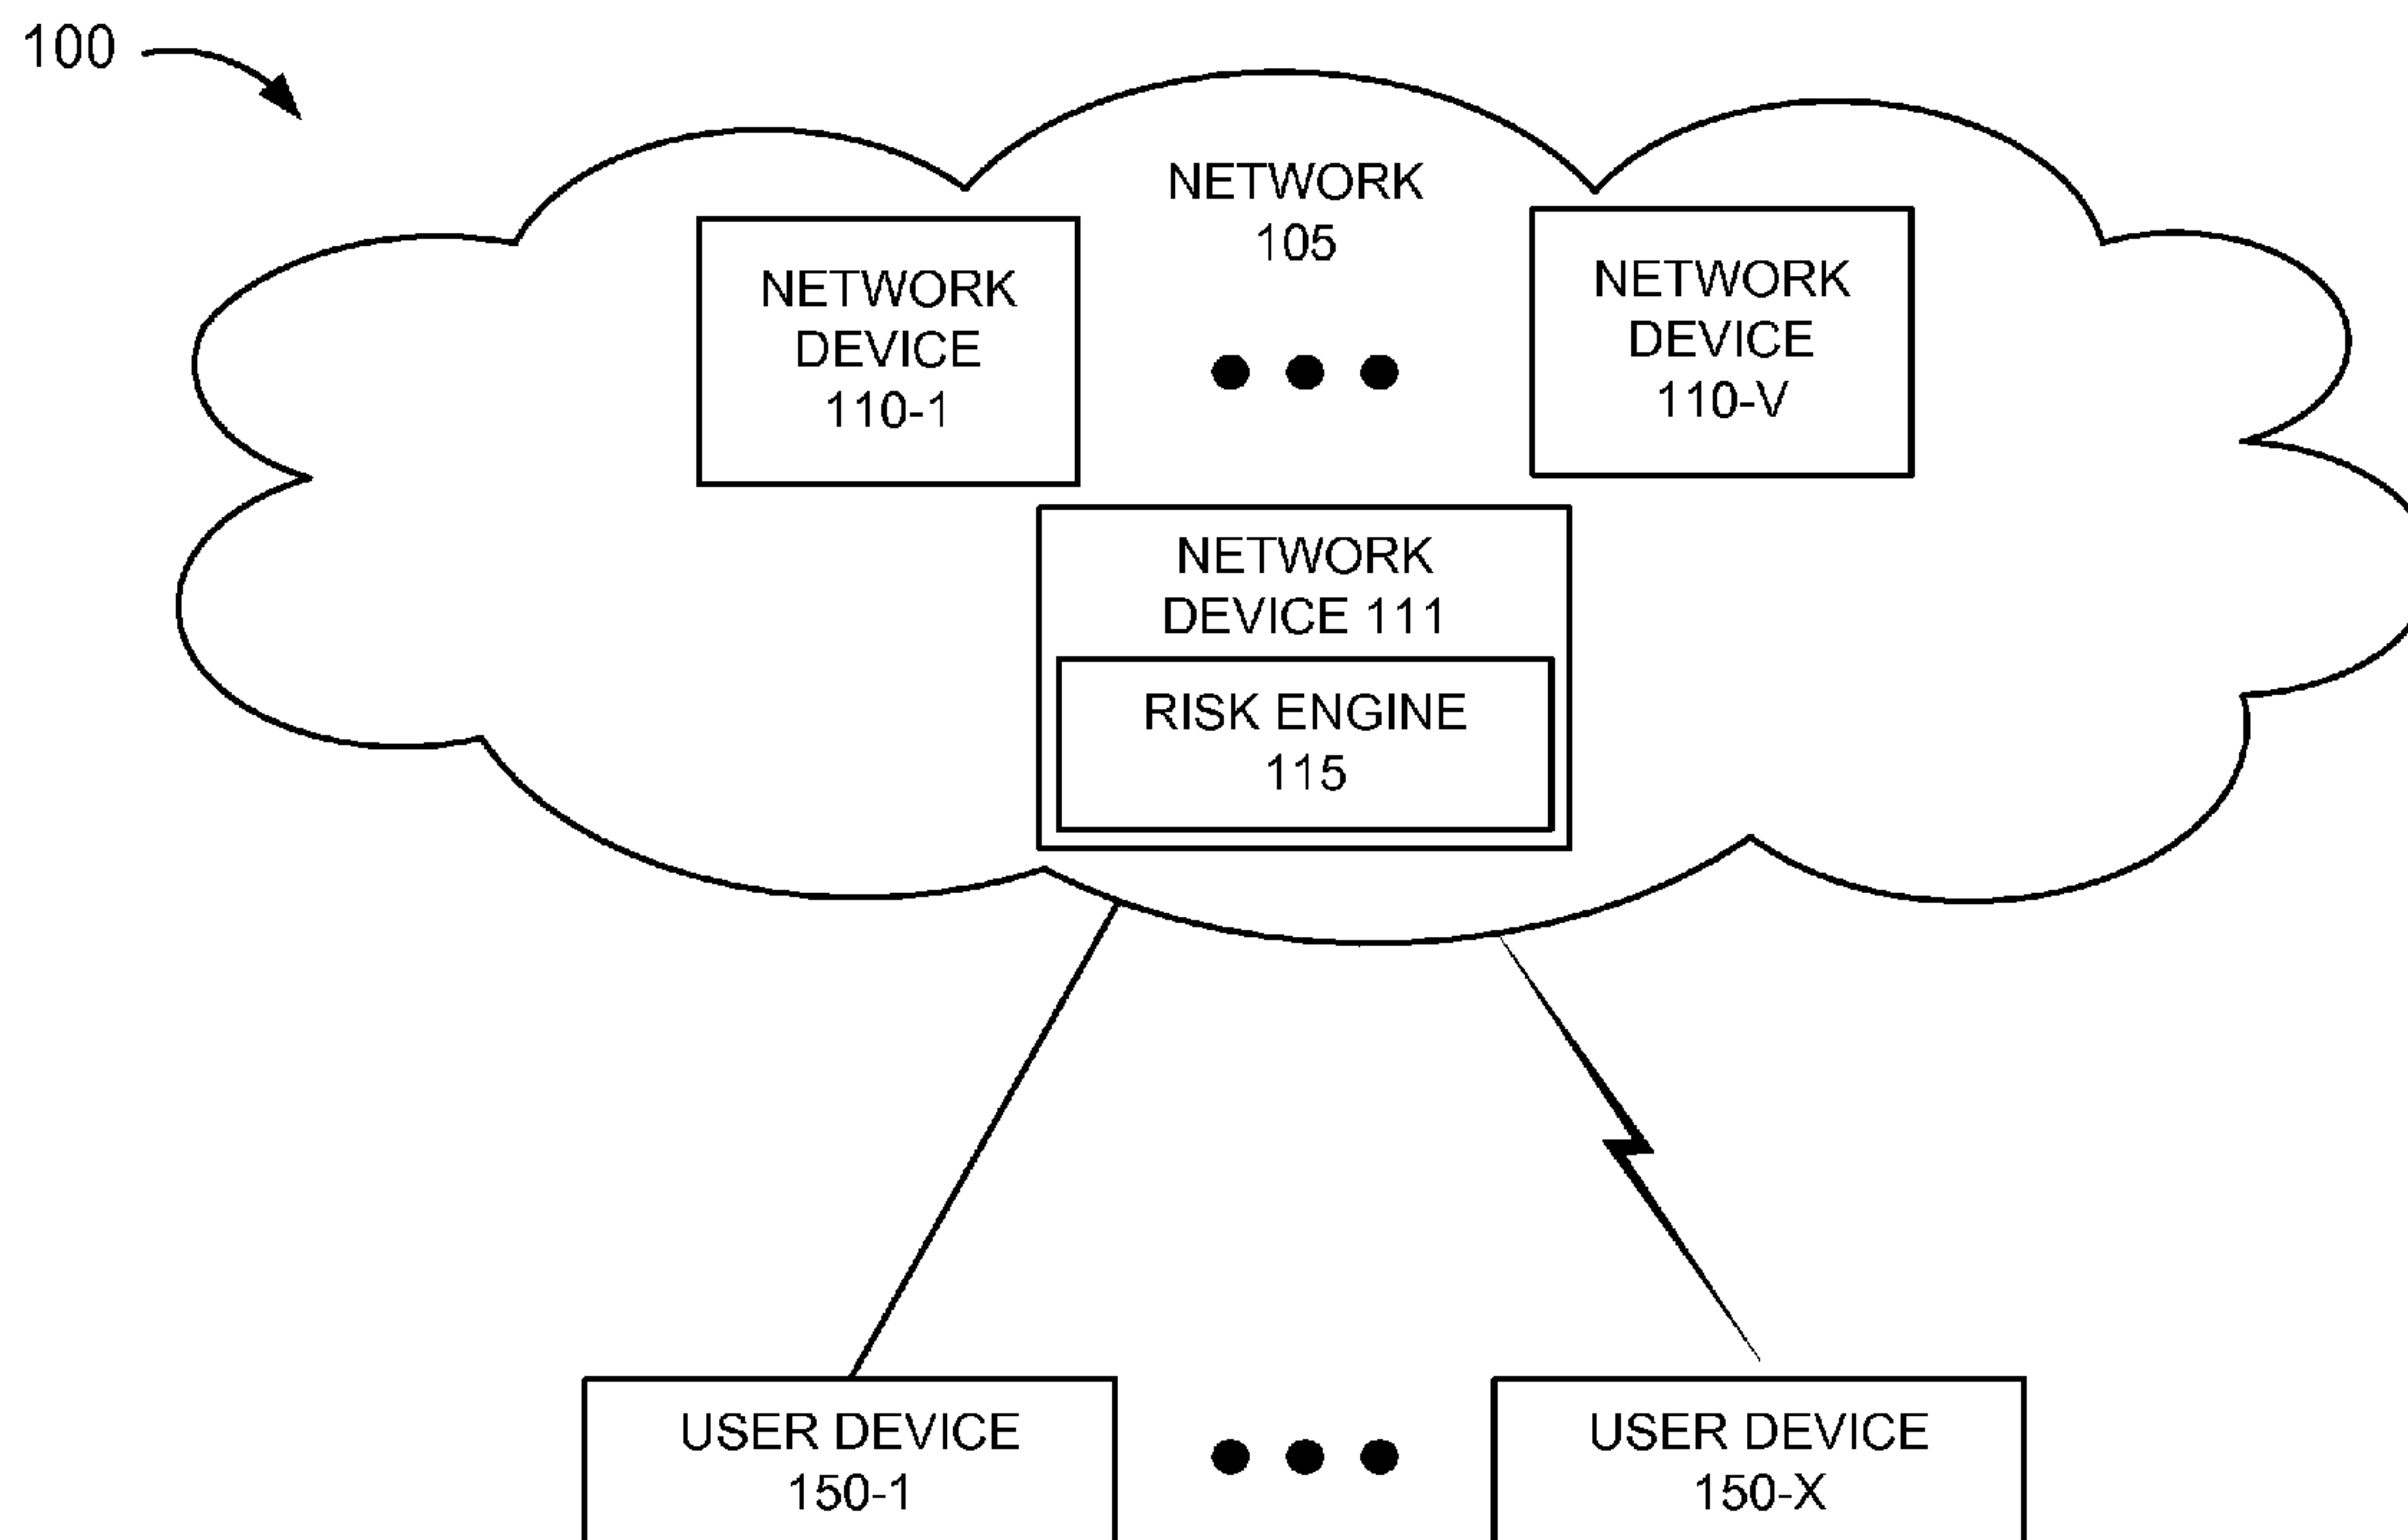 100
NETWORK
105
NETWORK
DEVICE
110-1
NETWORK
DEVICE
110-V
NETWORK
DEVICE 111
RISK ENGINE
115
USER DEVICE
150-1
USER DEVICE
150-X